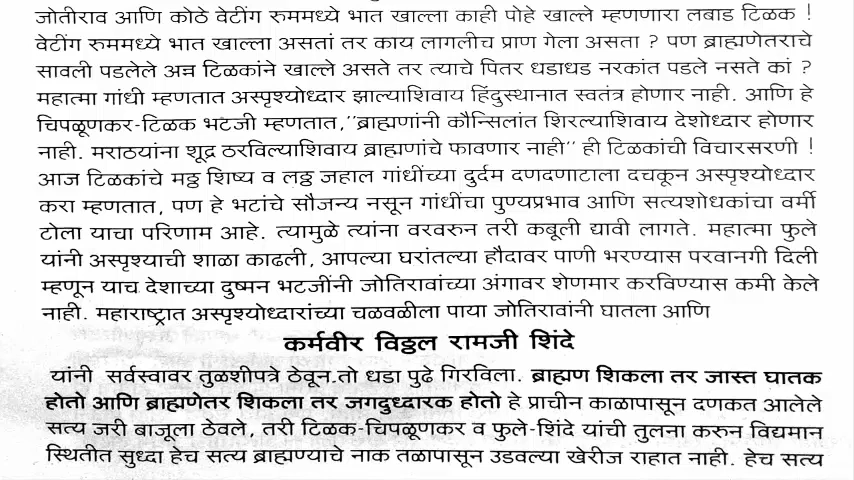 जोतीराव आणि कोठे वेटींग रुममध्ये भात खाल्ला काही पोहे खाल्ले म्हणणारा लबाड टिळक !
वेटींग रुममध्ये भात खाल्ला असतां तर काय लागलीच प्राण गेला असता ? पण ब्राह्मणेतराचे
सावली पडलेले अन्न टिळकांने खाल्ले असते तर त्याचे पितर धडाधड नरकांत पडले नसते कां ?
महात्मा गांधी म्हणतात अस्पृश्योध्दार झाल्याशिवाय हिंदुस्थानात स्वतंत्र होणार नाही. आणि हे
चिपळूणकर-टिळक भटजी म्हणतात,''ब्राह्मणांनी कौन्सिलांत शिरल्याशिवाय देशोध्दार होणार
नाही. मराठयांना शूद्र ठरविल्याशिवाय ब्राह्मणांचे फावणार नाही'' ही टिळकांची विचारसरणी !
आज टिळकांचे मठ्ठ शिष्य व लठ्ठ जहाल गांधींच्या दुर्दम दणदणाटाला दचकून अस्पृश्योध्दार
करा म्हणतात, पण हे भटांचे सौजन्य नसून गांधींचा पुण्यप्रभाव आणि सत्यशोधकांचा वर्मी
टोला याचा परिणाम आहे. त्यामुळे त्यांना वरवरुन तरी कबूली द्यावी लागते. महात्मा फुले
यांनी अस्पृश्याची शाळा काढली, आपल्या घरांतल्या हौदावर पाणी भरण्यास परवानगी दिली
म्हणून याच देशाच्या दुष्मन भटजींनी जोतिरावांच्या अंगावर शेणमार करविण्यास कमी केले
नाही. महाराष्ट्रात अस्पृश्योध्दारांच्या चळवळीला पाया जोतिरावांनी घातला आणि
कर्मवीर विठ्ठल रामजी शिंदे
यांनी सर्वस्वावर तुळशीपत्रे ठेवून तो धडा पुढे गिरविला. ब्राह्मण शिकला तर जास्त घातक
होतो आणि ब्राह्मणेतर शिकला तर जगदुध्दारक होतो हे प्राचीन काळापासून दणकत आलेले
सत्य जरी बाजूला ठेवले, तरी टिळक-चिपळूणकर व फुले-शिंदे यांची तुलना करुन विद्यमान
स्थितीत सुध्दा हेच सत्य ब्राह्मण्याचे नाक तळापासून उडवल्या खेरीज राहात नाही. हेच सत्य